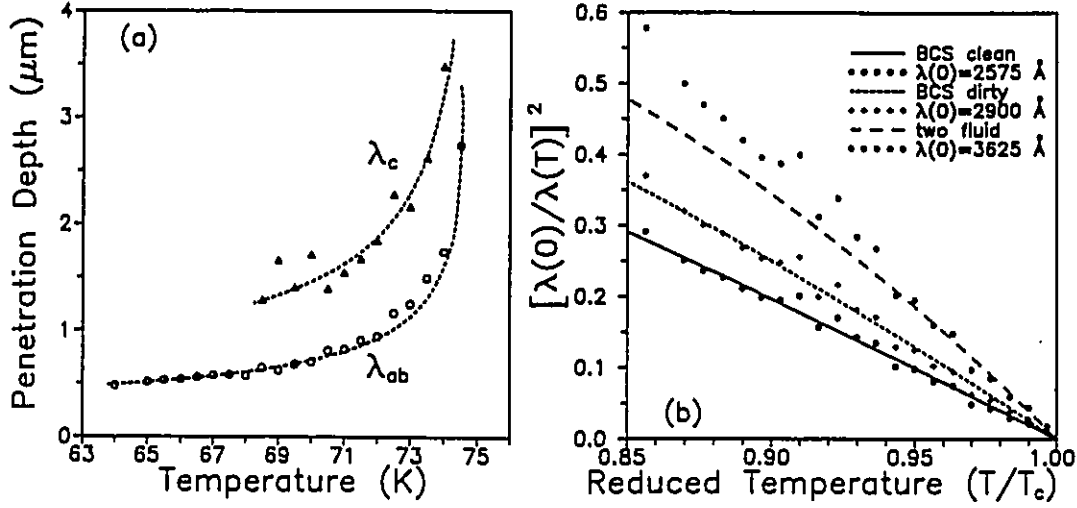 (a)
Penetration Depth (μm)
4
3
2
1
0
λc
λab
63
65
67
69
71
73
75
Temperature (K)
(b)
[λ(0)/λ(T)]²
0.6
0.5
0.4
0.3
0.2
0.1
0.0
BCS clean
λ(0)=2575 Å
BCS dirty
λ(0)=2900 Å
two fluid
λ(0)=3625 Å
0.85
0.90
0.95
1.00
Reduced Temperature (T/Tc)